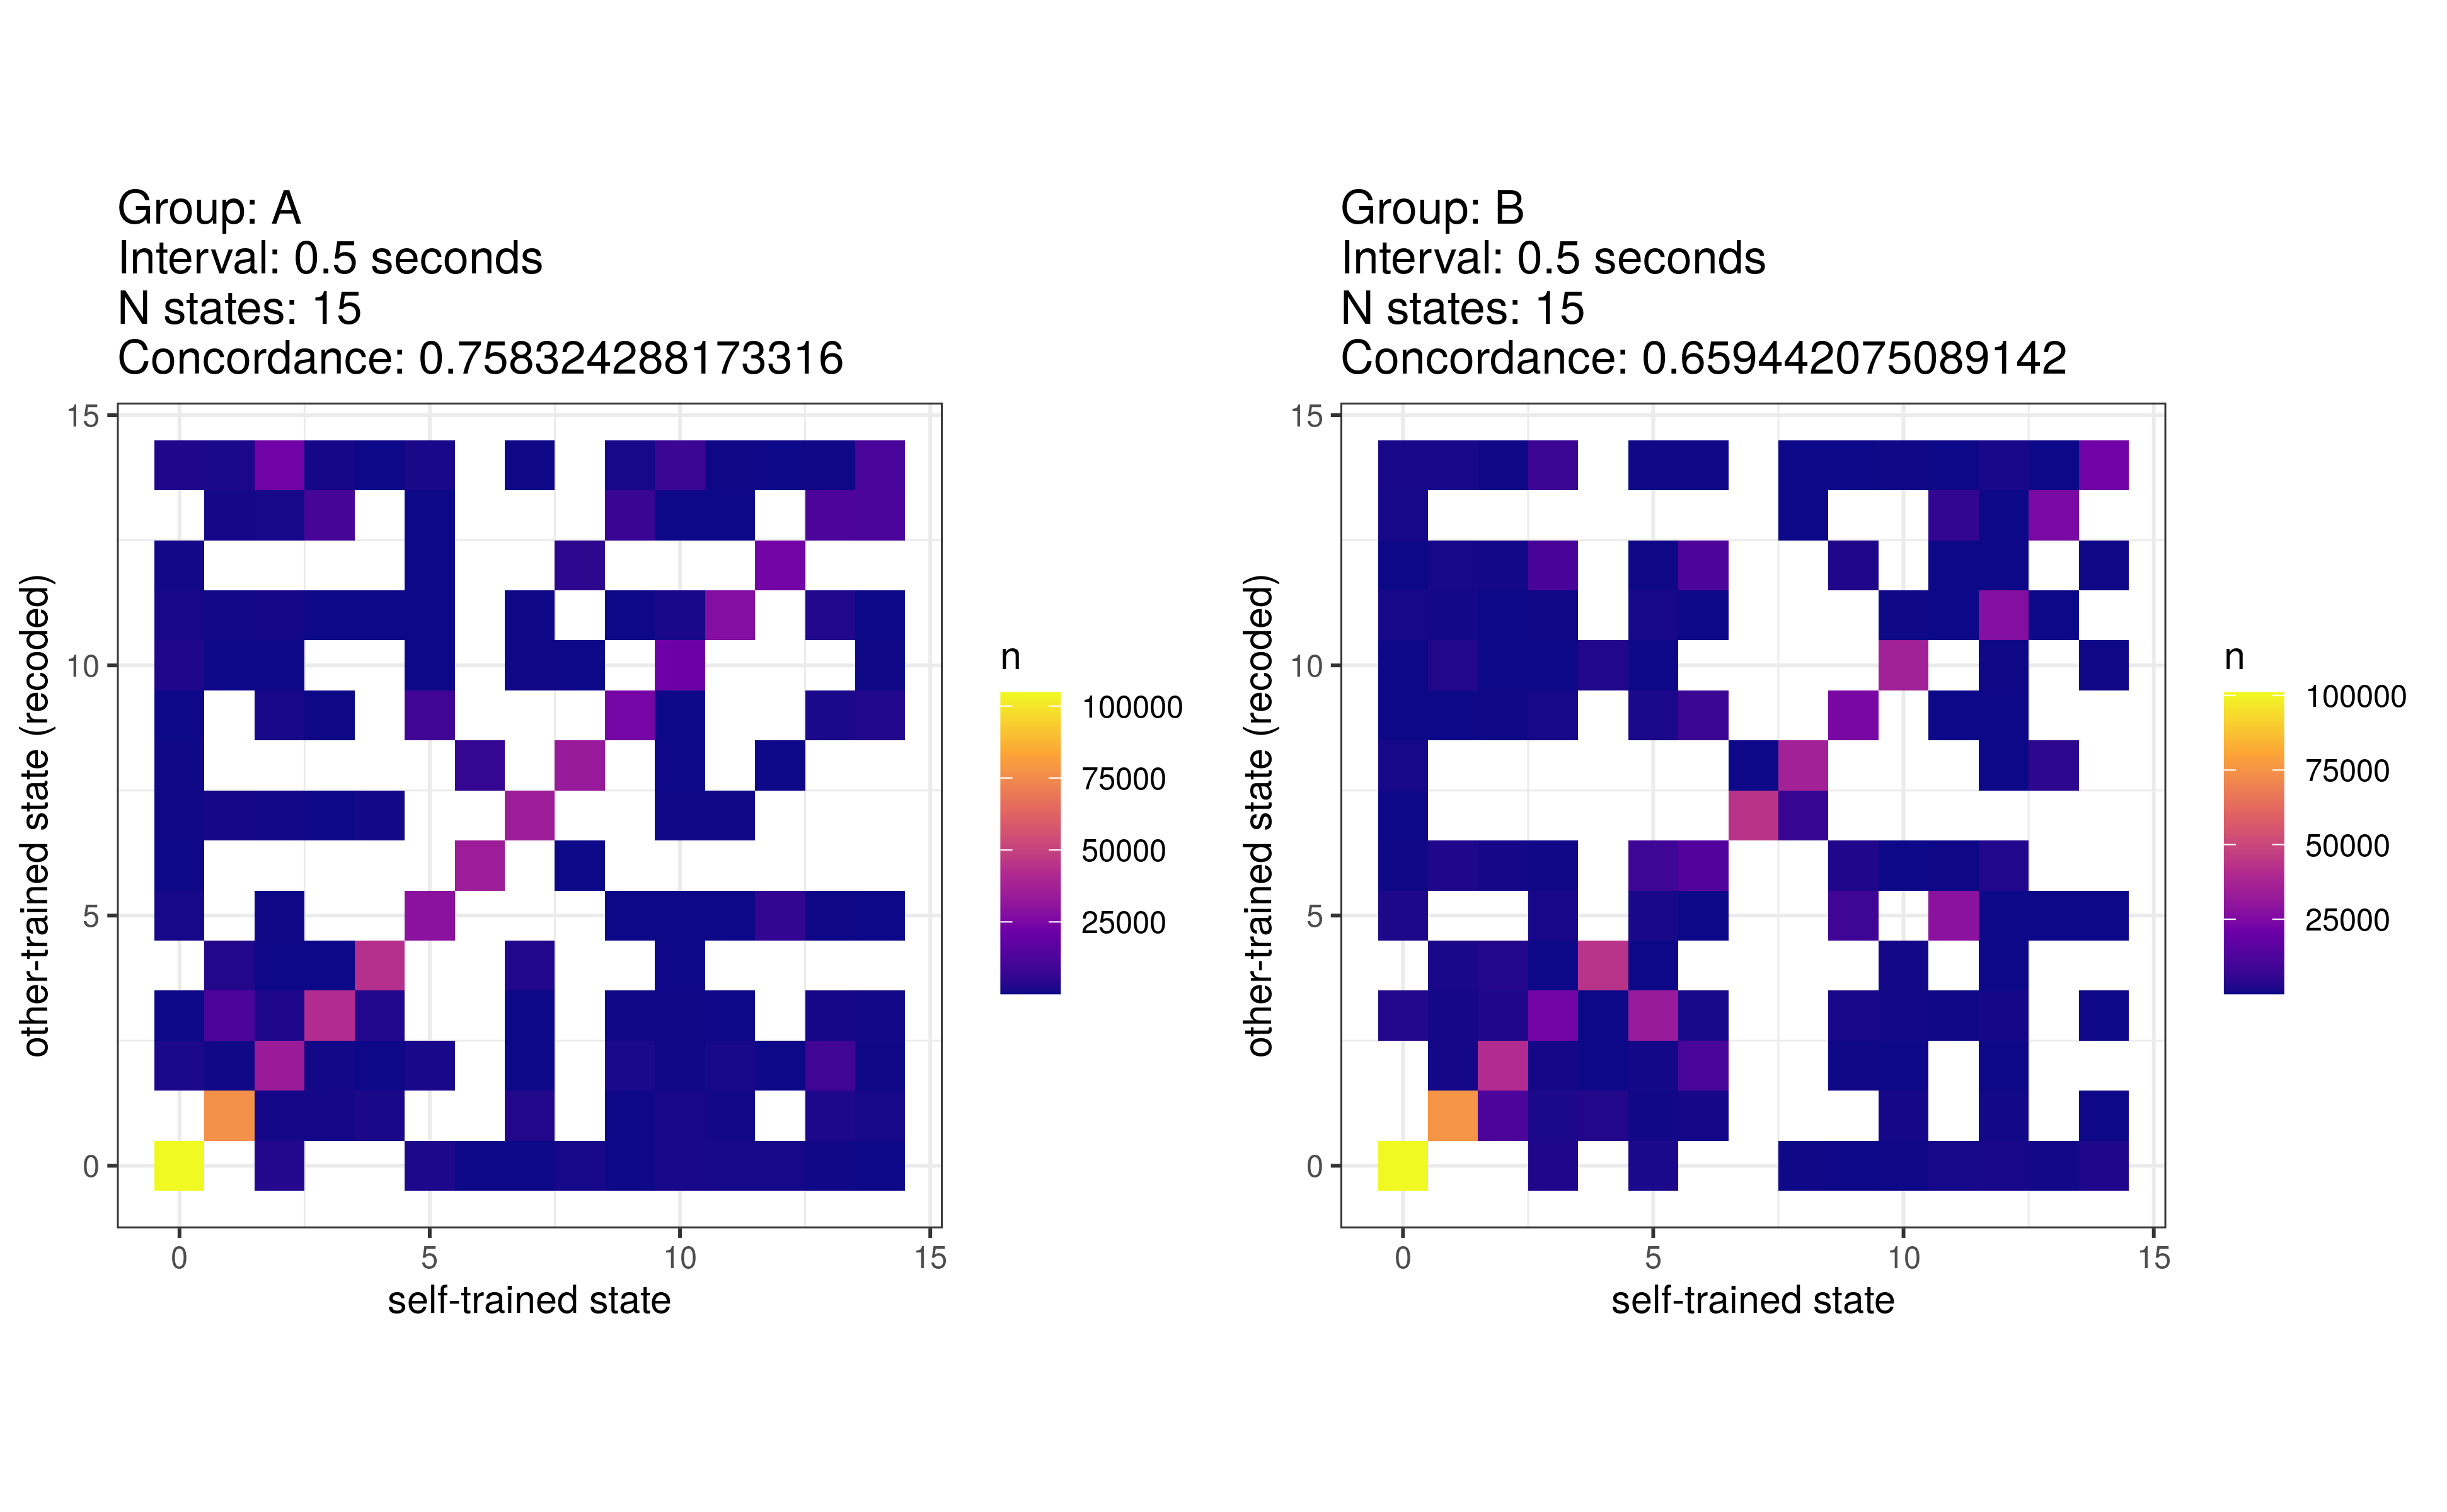 Group: A
Interval: 0.5 seconds
N states: 15
Concordance: 0.758324288173316
15
10
5
0
other-trained state (recoded)
0 5 10 15
self-trained state
n
100000
75000
50000
25000
Group: B
Interval: 0.5 seconds
N states: 15
Concordance: 0.659442075089142
15
10
5
0
other-trained state (recoded)
0 5 10 15
self-trained state
n
100000
75000
50000
25000